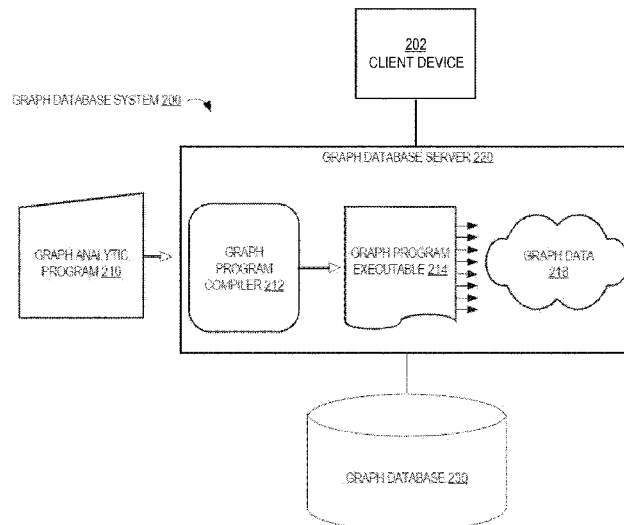 202
CLIENT DEVICE
GRAPH DATABASE SYSTEM 200
GRAPH DATABASE SERVER 220
GRAPH ANALYTIC
PROGRAM 210
GRAPH
PROGRAM
COMPILER 212
GRAPH PROGRAM
EXECUTABLE 214
GRAPH DATA
216
GRAPH DATABASE 230